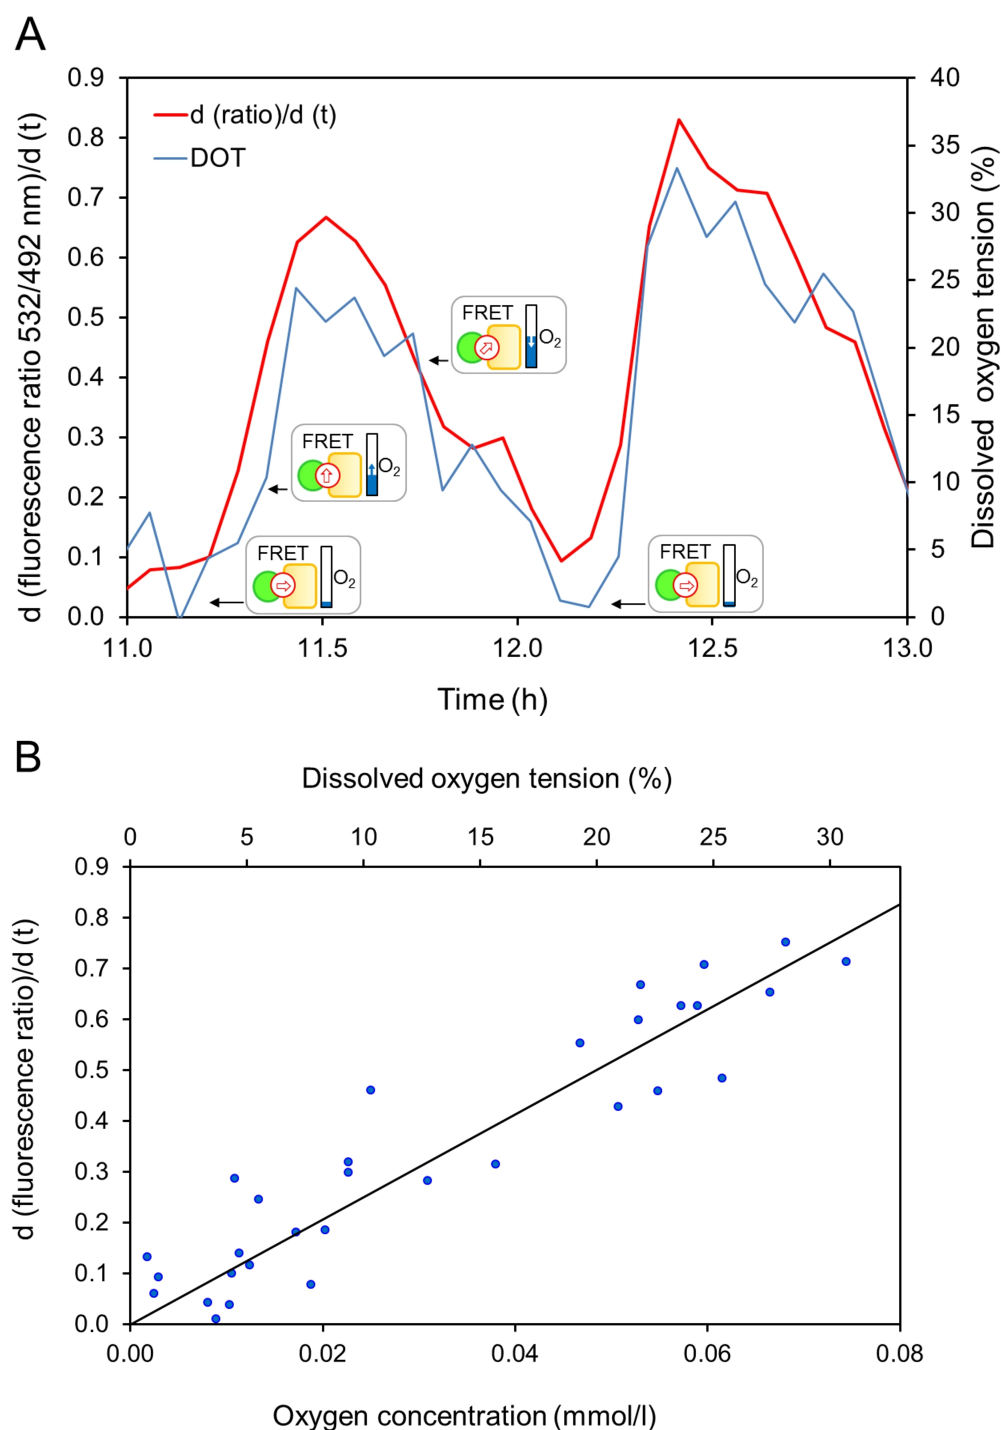 A
d (fluorescence ratio 532/492 nm)/d (t)
0.9
0.8
0.7
0.6
0.5
0.4
0.3
0.2
0.1
0.0
d (ratio)/d (t)
DOT
FRET
O2
FRET
O2
FRET
O2
FRET
O2
40
35
30
25
20
15
10
5
0
Dissolved oxygen tension (%)
11.0 11.5 12.0 12.5 13.0
Time (h)
B
Dissolved oxygen tension (%)
0 5 10 15 20 25 30
d (fluorescence ratio)/d (t)
0.9
0.8
0.7
0.6
0.5
0.4
0.3
0.2
0.1
0.0
0.00 0.02 0.04 0.06 0.08
Oxygen concentration (mmol/l)